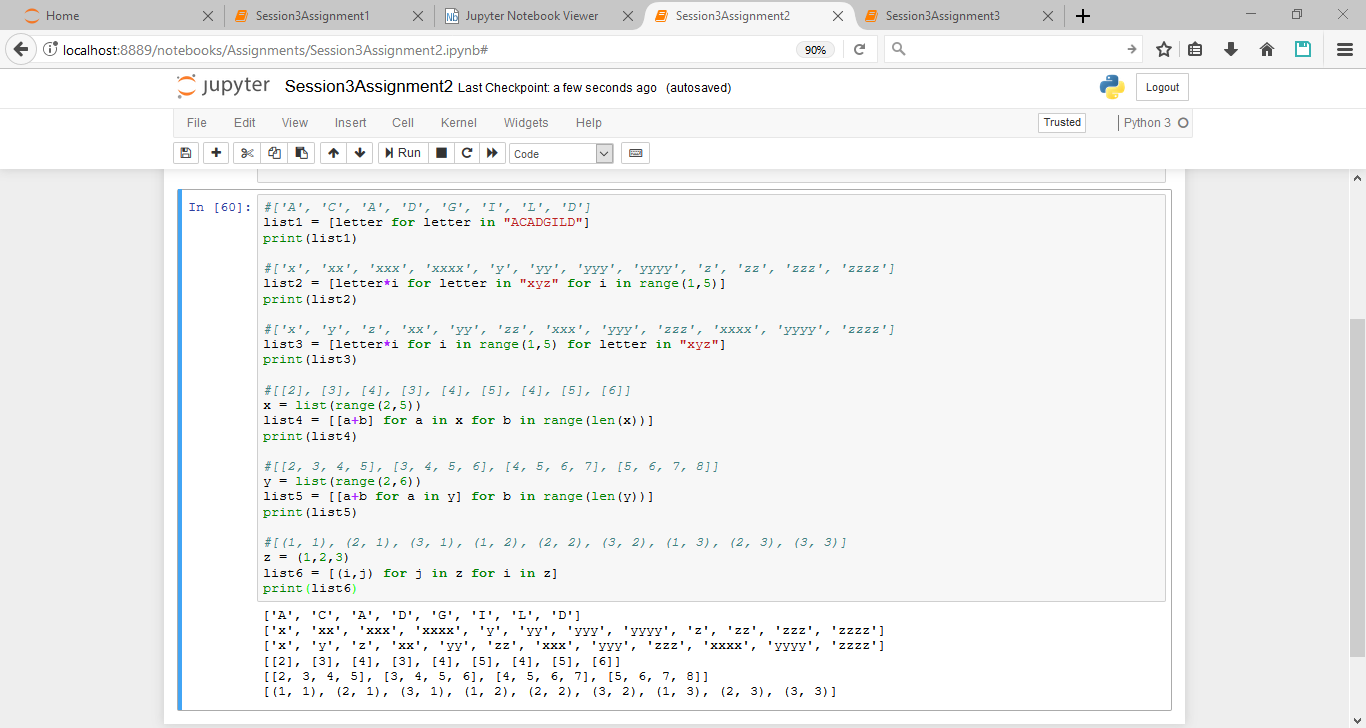 Home Session3Assignment1 Jupyter Notebook Viewer Session3Assignment2 Session3Assignment3
localhost:8889/notebooks/Assignments/Session3Assignment2.ipynb# 90%
jupyter Session3Assignment2 Last Checkpoint: a few seconds ago (autosaved) Logout
File Edit View Insert Cell Kernel Widgets Help Trusted Python 3
Run Code
In [60]: #['A', 'C', 'A', 'D', 'G', 'I', 'L', 'D']
list1 = [letter for letter in "ACADGILD"]
print(list1)
#['x', 'xx', 'xxx', 'xxxx', 'y', 'yy', 'yyy', 'yyyy', 'z', 'zz', 'zzz', 'zzzz']
list2 = [letter*i for letter in "xyz" for i in range(1,5)]
print(list2)
#['x', 'y', 'z', 'xx', 'yy', 'zz', 'xxx', 'yyy', 'zzz', 'xxxx', 'yyyy', 'zzzz']
list3 = [letter*i for i in range(1,5) for letter in "xyz"]
print(list3)
#[[2], [3], [4], [3], [4], [5], [4], [5], [6]]
x = list(range(2,5))
list4 = [[a+b] for a in x for b in range(len(x))]
print(list4)
#[[2, 3, 4, 5], [3, 4, 5, 6], [4, 5, 6, 7], [5, 6, 7, 8]]
y = list(range(2,6))
list5 = [[a+b for a in y] for b in range(len(y))]
print(list5)
#[(1, 1), (2, 1), (3, 1), (1, 2), (2, 2), (3, 2), (1, 3), (2, 3), (3, 3)]
z = (1,2,3)
list6 = [(i,j) for j in z for i in z]
print(list6)
['A', 'C', 'A', 'D', 'G', 'I', 'L', 'D']
['x', 'xx', 'xxx', 'xxxx', 'y', 'yy', 'yyy', 'yyyy', 'z', 'zz', 'zzz', 'zzzz']
['x', 'y', 'z', 'xx', 'yy', 'zz', 'xxx', 'yyy', 'zzz', 'xxxx', 'yyyy', 'zzzz']
[[2], [3], [4], [3], [4], [5], [4], [5], [6]]
[[2, 3, 4, 5], [3, 4, 5, 6], [4, 5, 6, 7], [5, 6, 7, 8]]
[(1, 1), (2, 1), (3, 1), (1, 2), (2, 2), (3, 2), (1, 3), (2, 3), (3, 3)]